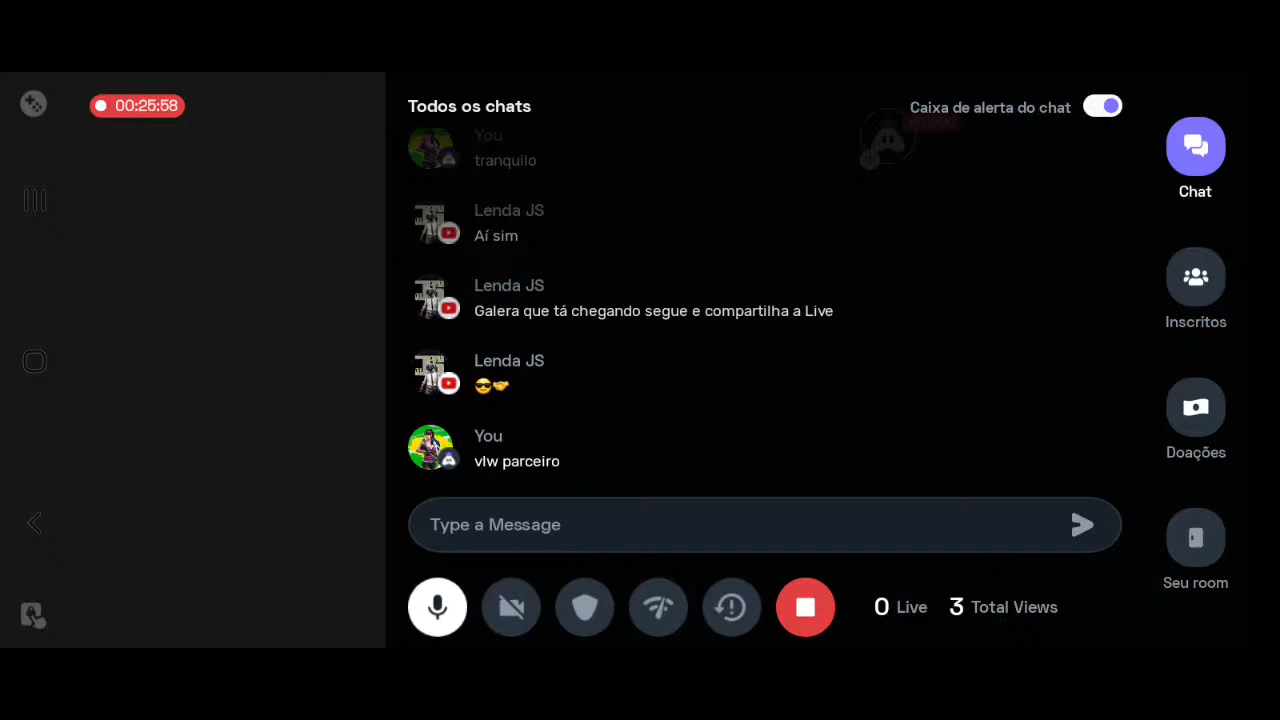 00:25:58
Todos os chats
Caixa de alerta do chat
You
tranquilo
Lenda JS
Aí sim
Lenda JS
Galera que tá chegando segue e compartilha a Live
Lenda JS
😎🤝
You
vlw parceiro
Type a Message
0 Live 3 Total Views
Chat
Inscritos
Doações
Seu room